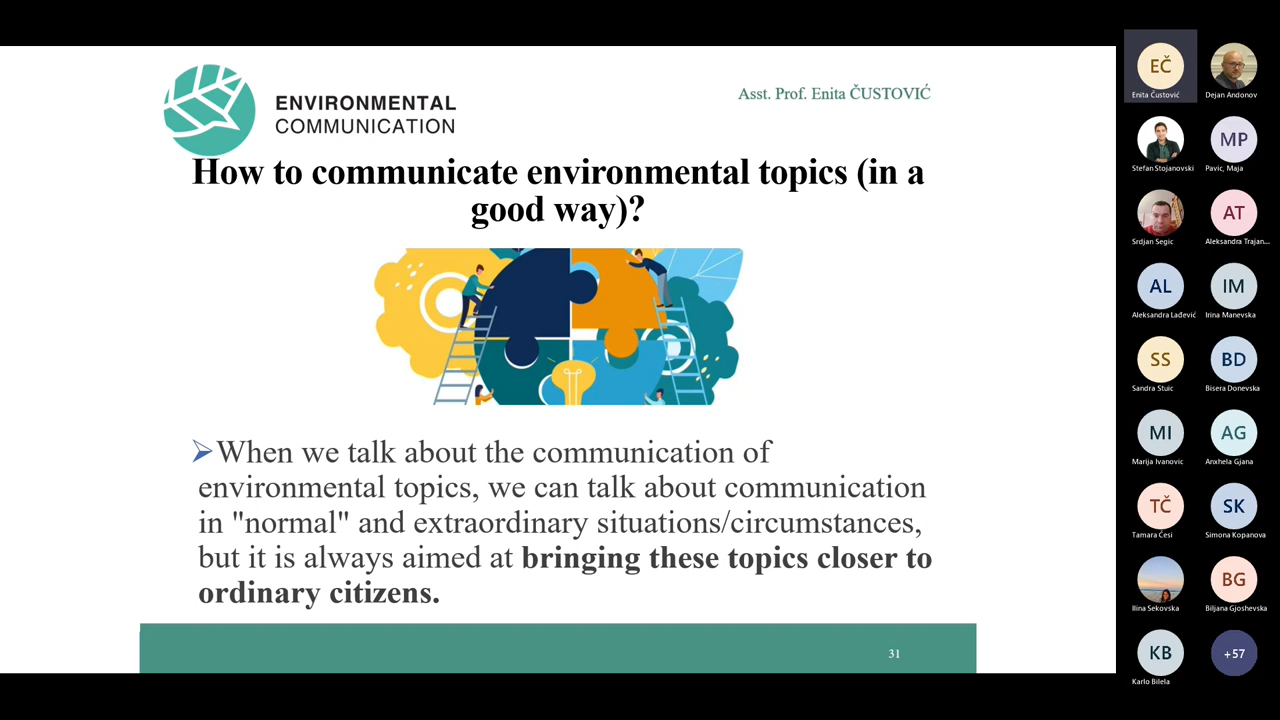 ENVIRONMENTAL
COMMUNICATION
Asst. Prof. Enita ČUSTOVIĆ
How to communicate environmental topics (in a
good way)?
When we talk about the communication of
environmental topics, we can talk about communication
in "normal" and extraordinary situations/circumstances,
but it is always aimed at bringing these topics closer to
ordinary citizens.
31
EČ
Enita Čustović
Dejan Andonov
Stefan Stojanovski
MP
Pavic, Maja
Srdjan Segic
AT
Aleksandra Trajan...
AL
Aleksandra Lađević
IM
Irina Manevska
SS
Sandra Stuic
BD
Bisera Donevska
MI
Marija Ivanovic
AG
Anxhela Gjana
TČ
Tamara Česi
SK
Simona Kopanova
Ilina Sekovska
BG
Biljana Gjoshevska
KB
Karlo Bilela
+57